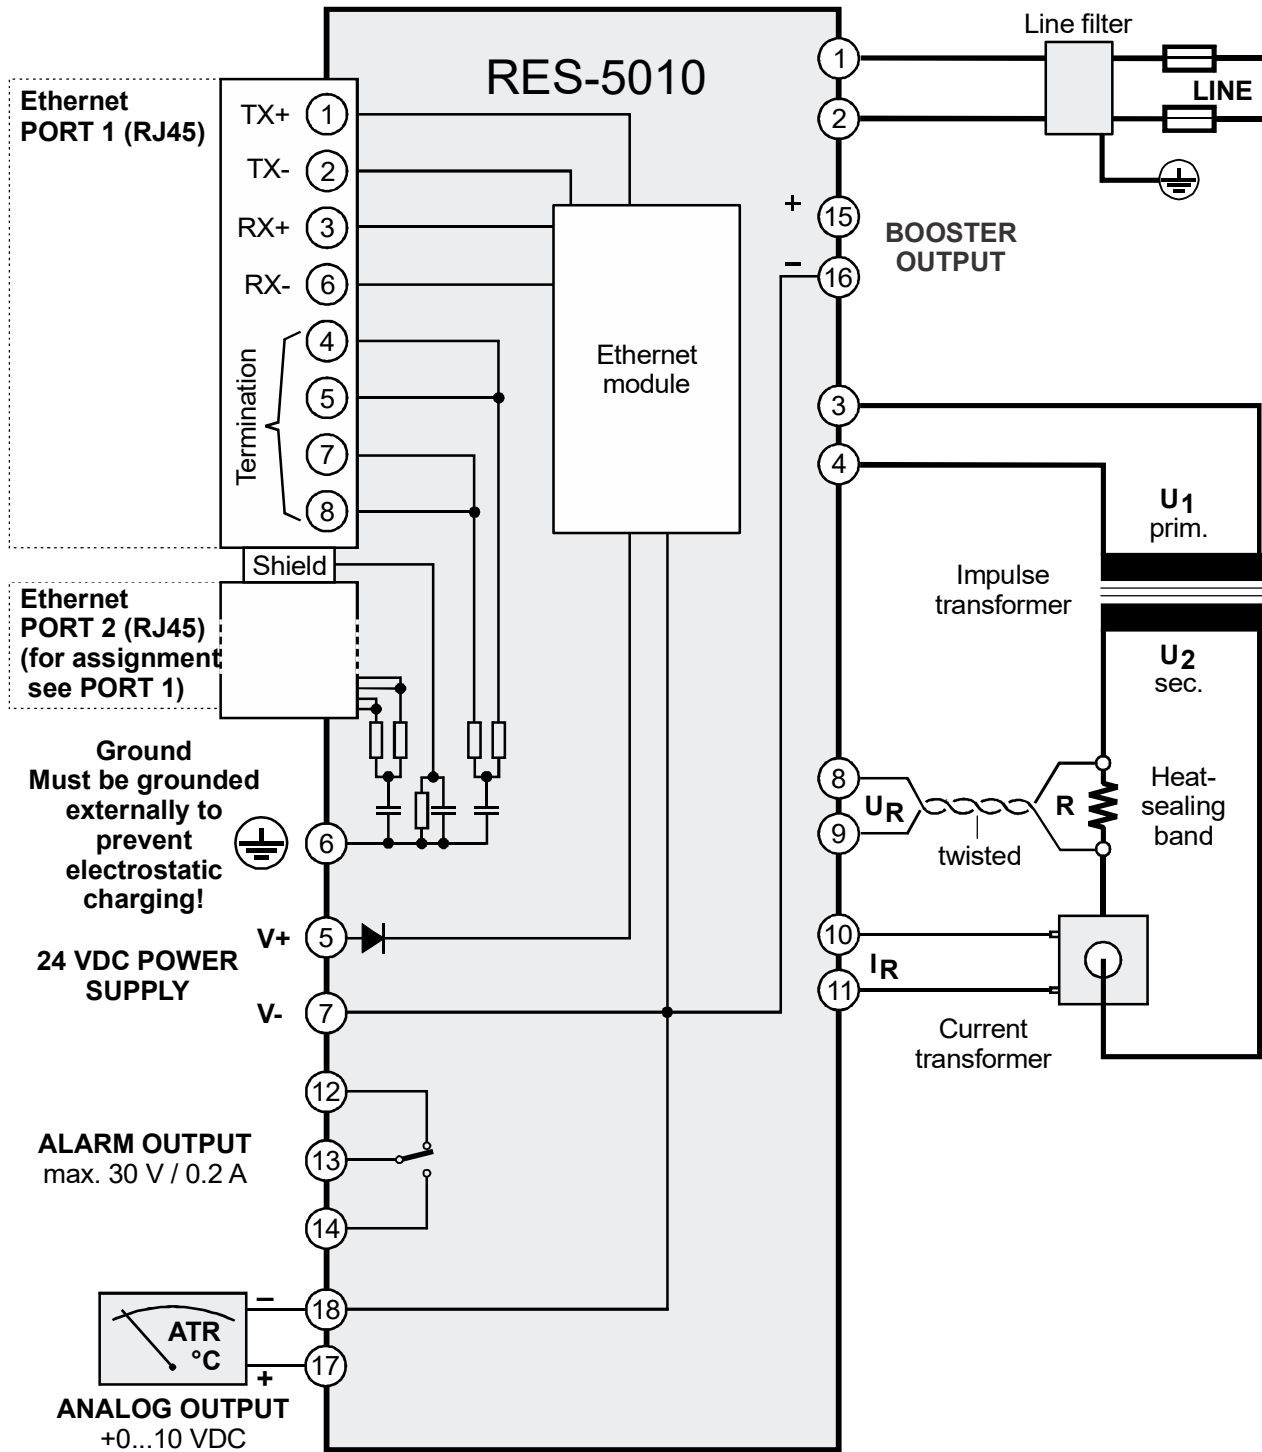 RES-5010
Line filter
LINE
1
2
Ethernet
PORT 1 (RJ45)
TX+ 1
TX- 2
RX+ 3
RX- 6
Termination
4
5
7
8
Shield
Ethernet
PORT 2 (RJ45)
(for assignment
see PORT 1)
Ethernet
module
+ 15
– 16
BOOSTER
OUTPUT
3
4
U1
prim.
Impulse
transformer
U2
sec.
Ground
Must be grounded
externally to
prevent
electrostatic
charging!
6
8
9
UR
twisted
R
Heat-
sealing
band
24 VDC POWER
SUPPLY
V+ 5
V- 7
10
11
IR
Current
transformer
ALARM OUTPUT
max. 30 V / 0.2 A
12
13
14
ATR
°C
– 18
+ 17
ANALOG OUTPUT
+0...10 VDC